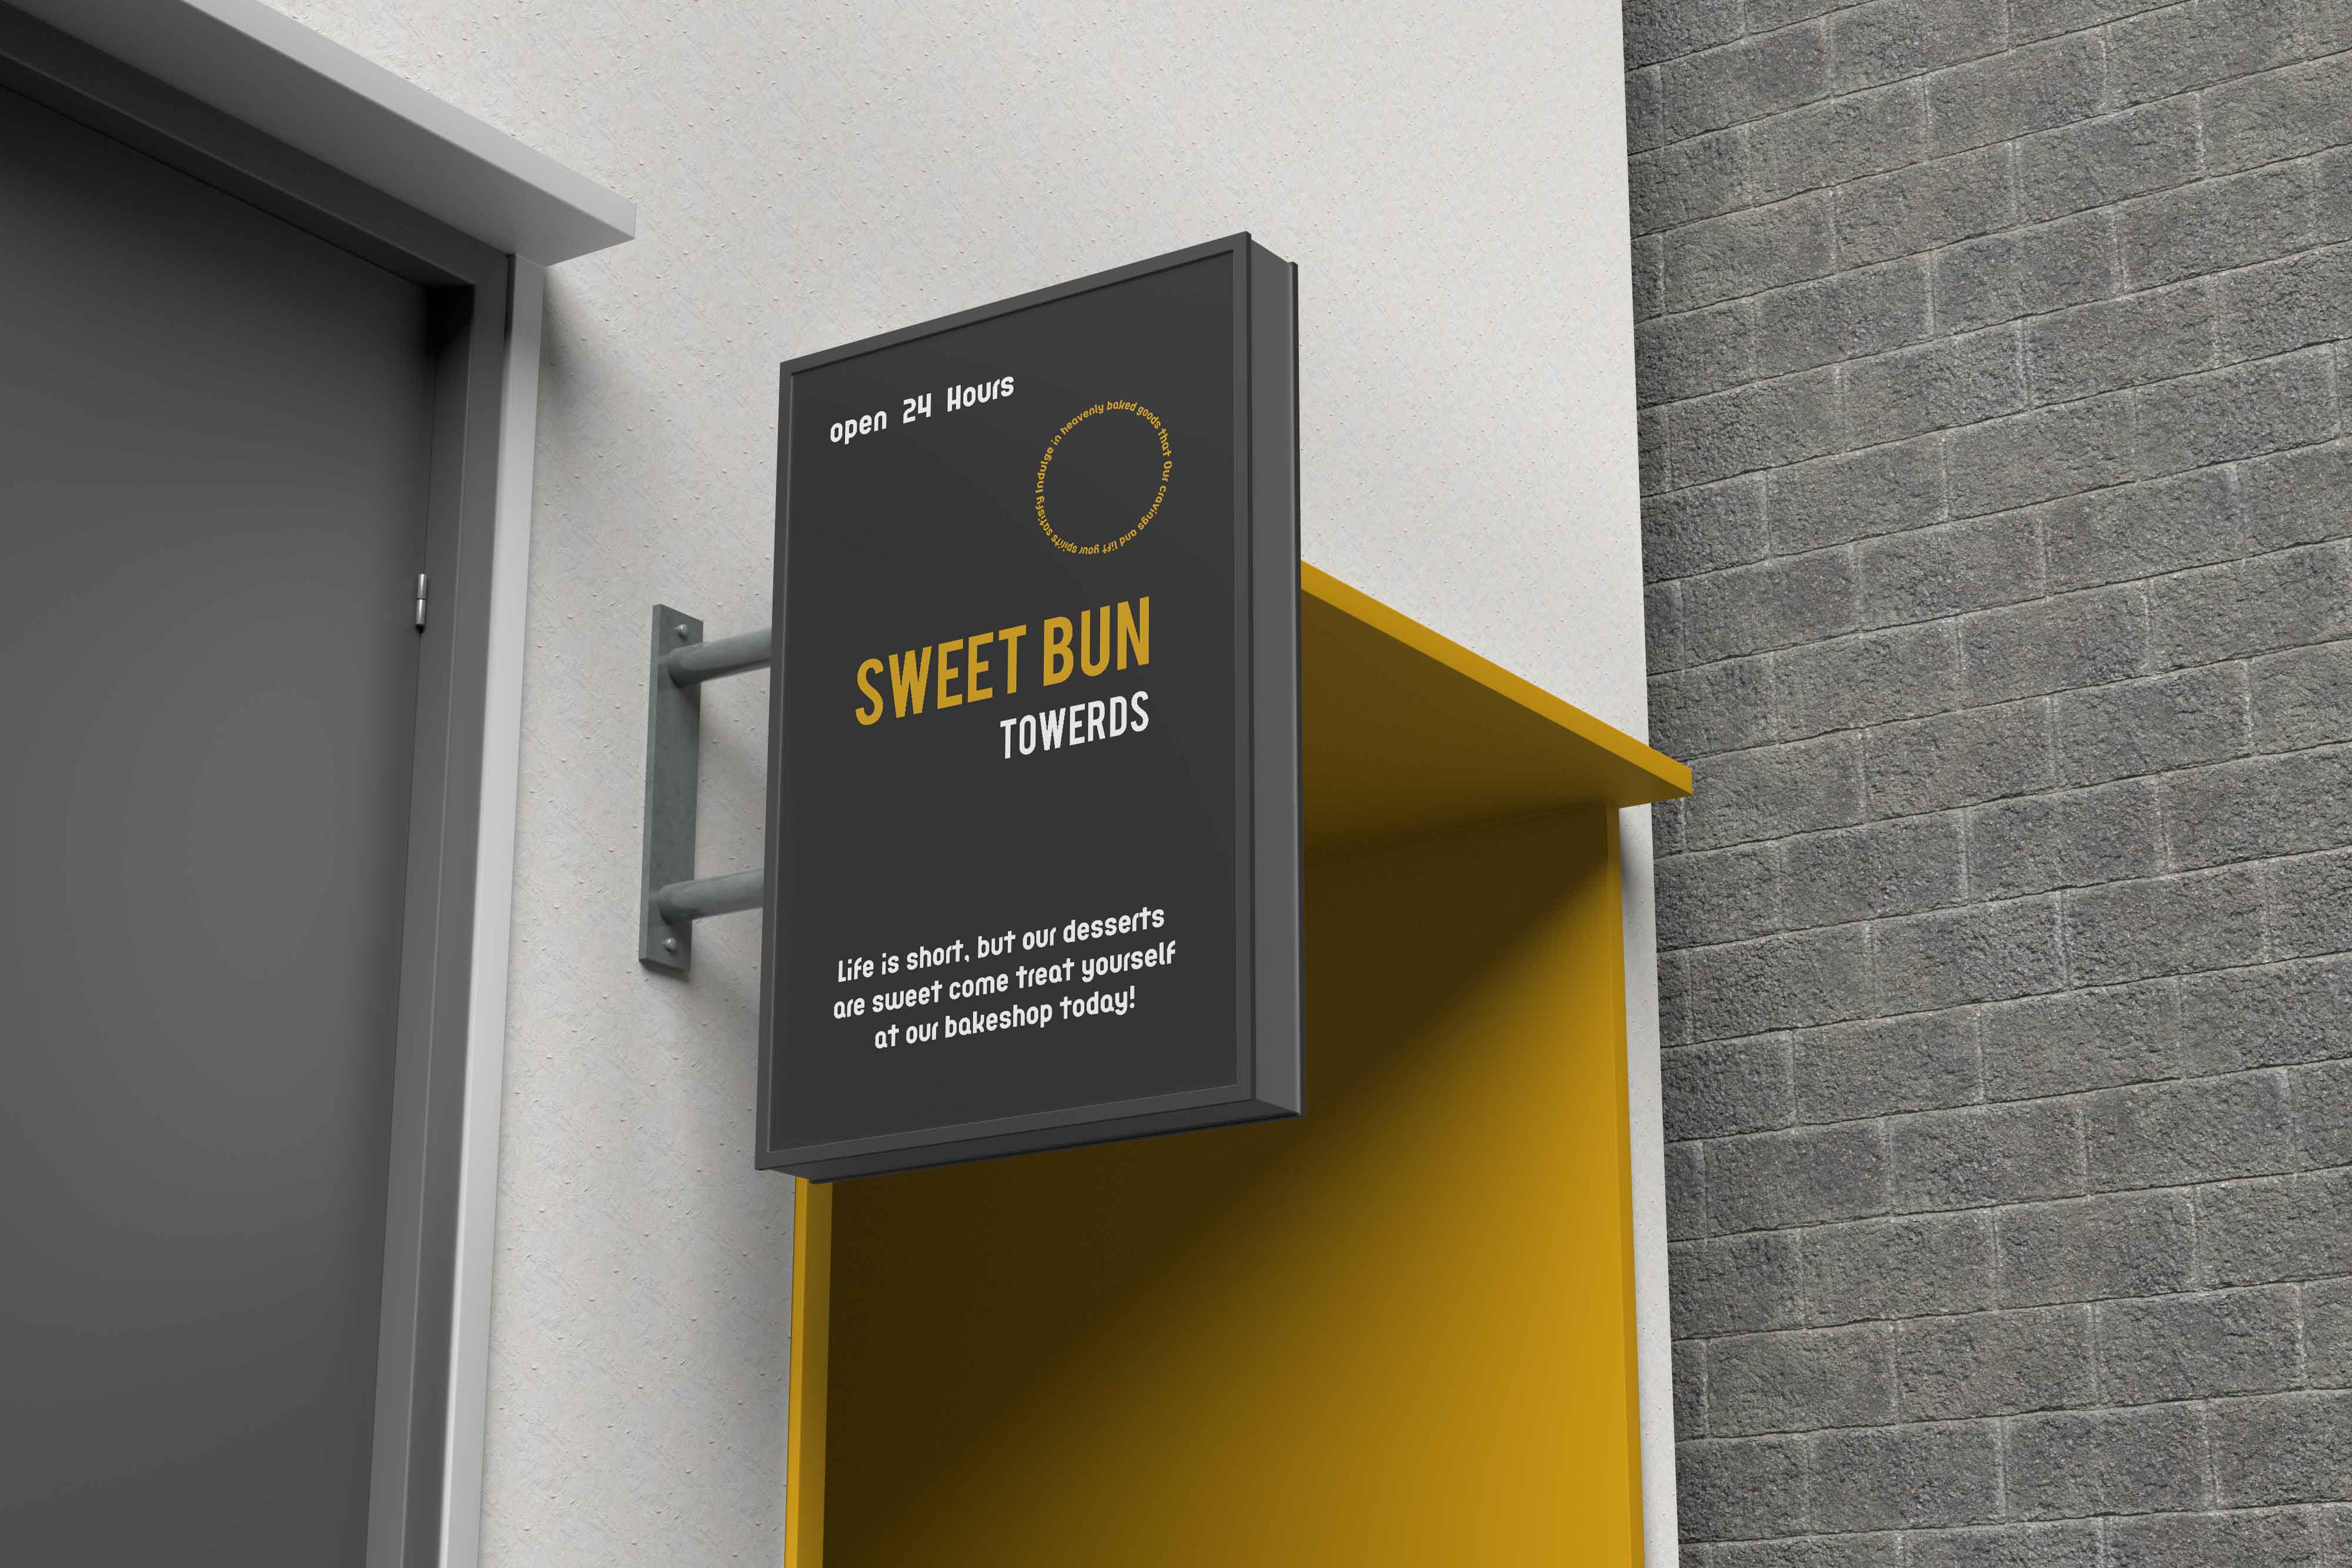 open 24 Hours
Indulge in heavenly baked goods that Our cravings and lift your spirits satisfy
SWEET BUN
TOWERDS
Life is short, but our desserts
are sweet come treat yourself
at our bakeshop today!